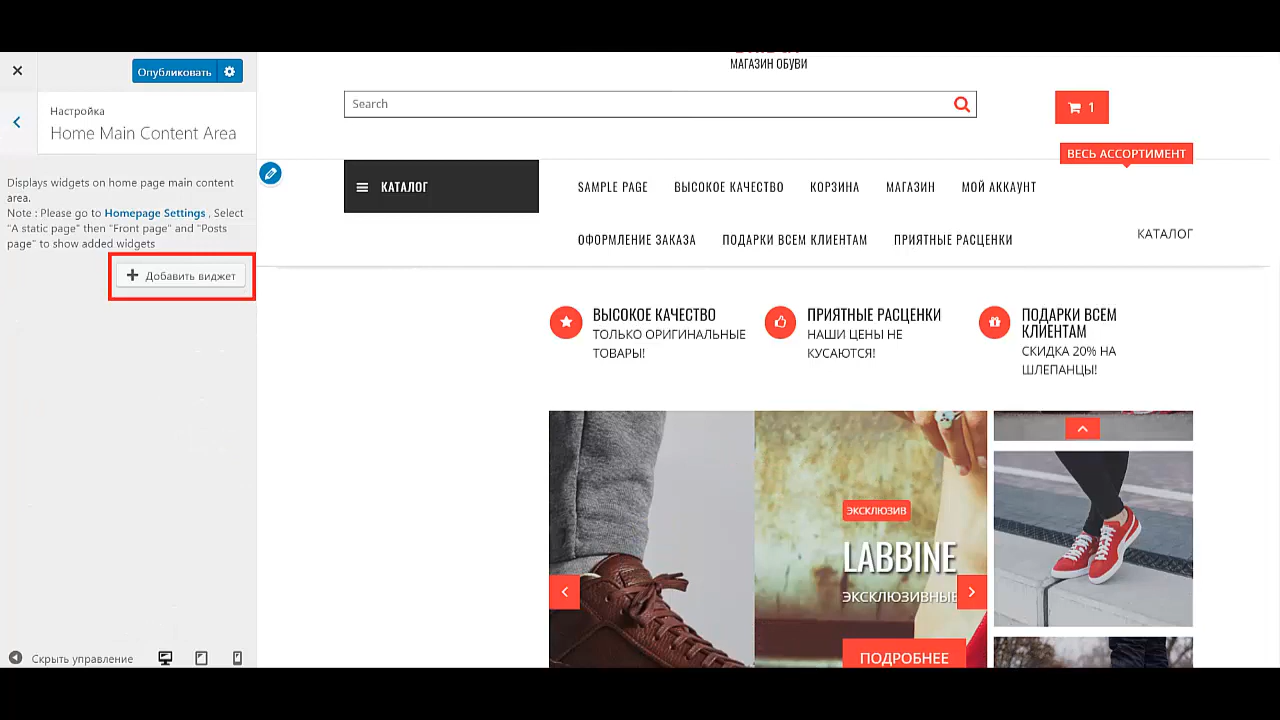 Опубликовать
Настройка
Home Main Content Area
Displays widgets on home page main content
area.
Note : Please go to Homepage Settings , Select
"A static page" then "Front page" and "Posts
page" to show added widgets
Добавить виджет
Скрыть управление
МАГАЗИН ОБУВИ
Search
1
ВЕСЬ АССОРТИМЕНТ
КАТАЛОГ
SAMPLE PAGE ВЫСОКОЕ КАЧЕСТВО КОРЗИНА МАГАЗИН МОЙ АККАУНТ
ОФОРМЛЕНИЕ ЗАКАЗА ПОДАРКИ ВСЕМ КЛИЕНТАМ ПРИЯТНЫЕ РАСЦЕНКИ
КАТАЛОГ
ВЫСОКОЕ КАЧЕСТВО
ТОЛЬКО ОРИГИНАЛЬНЫЕ
ТОВАРЫ!
ПРИЯТНЫЕ РАСЦЕНКИ
НАШИ ЦЕНЫ НЕ
КУСАЮТСЯ!
ПОДАРКИ ВСЕМ
КЛИЕНТАМ
СКИДКА 20% НА
ШЛЕПАНЦЫ!
ЭКСКЛЮЗИВ
LABBINE
ЭКСКЛЮЗИВНЫЕ
ПОДРОБНЕЕ